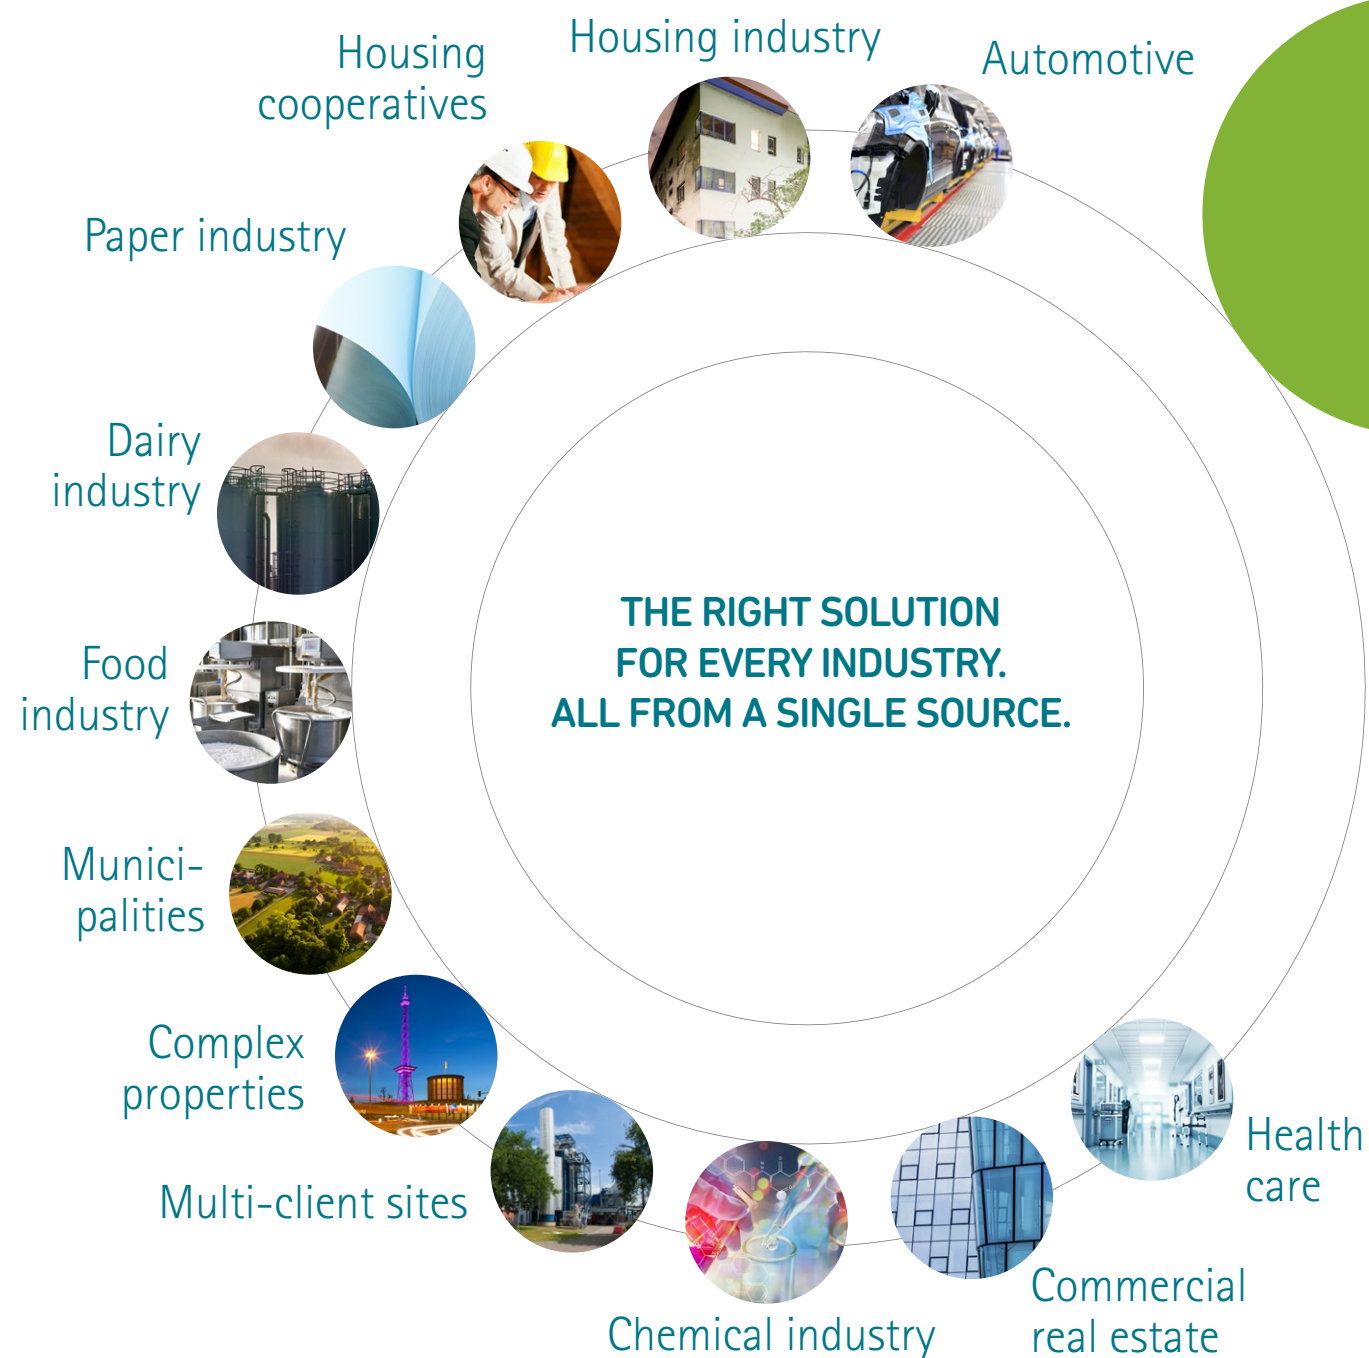 Housing industry
Automotive
Housing
cooperatives
Paper industry
Dairy
industry
Food
industry
THE RIGHT SOLUTION
FOR EVERY INDUSTRY.
ALL FROM A SINGLE SOURCE.
Munici-
palities
Complex
properties
Multi-client sites
Chemical industry
Commercial
real estate
Health
care